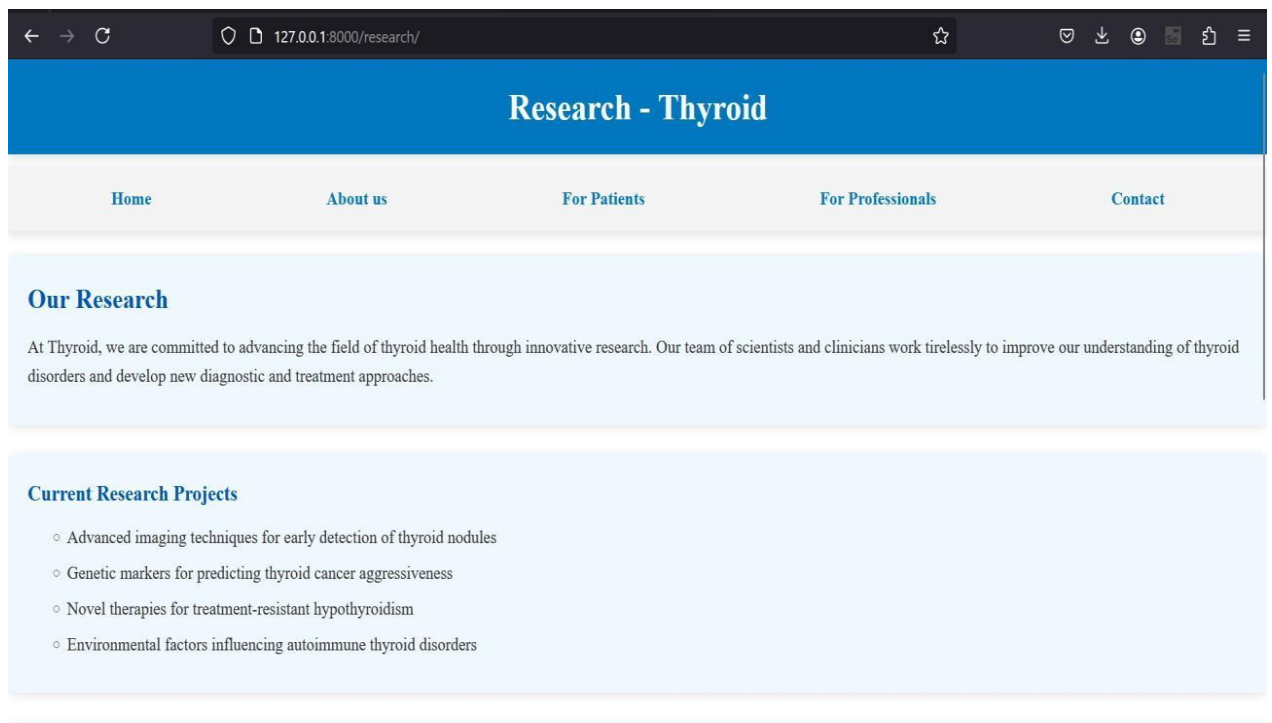 127.0.0.1:8000/research/
Research - Thyroid
Home About us For Patients For Professionals Contact
Our Research
At Thyroid, we are committed to advancing the field of thyroid health through innovative research. Our team of scientists and clinicians work tirelessly to improve our understanding of thyroid
disorders and develop new diagnostic and treatment approaches.
Current Research Projects
Advanced imaging techniques for early detection of thyroid nodules
Genetic markers for predicting thyroid cancer aggressiveness
Novel therapies for treatment-resistant hypothyroidism
Environmental factors influencing autoimmune thyroid disorders